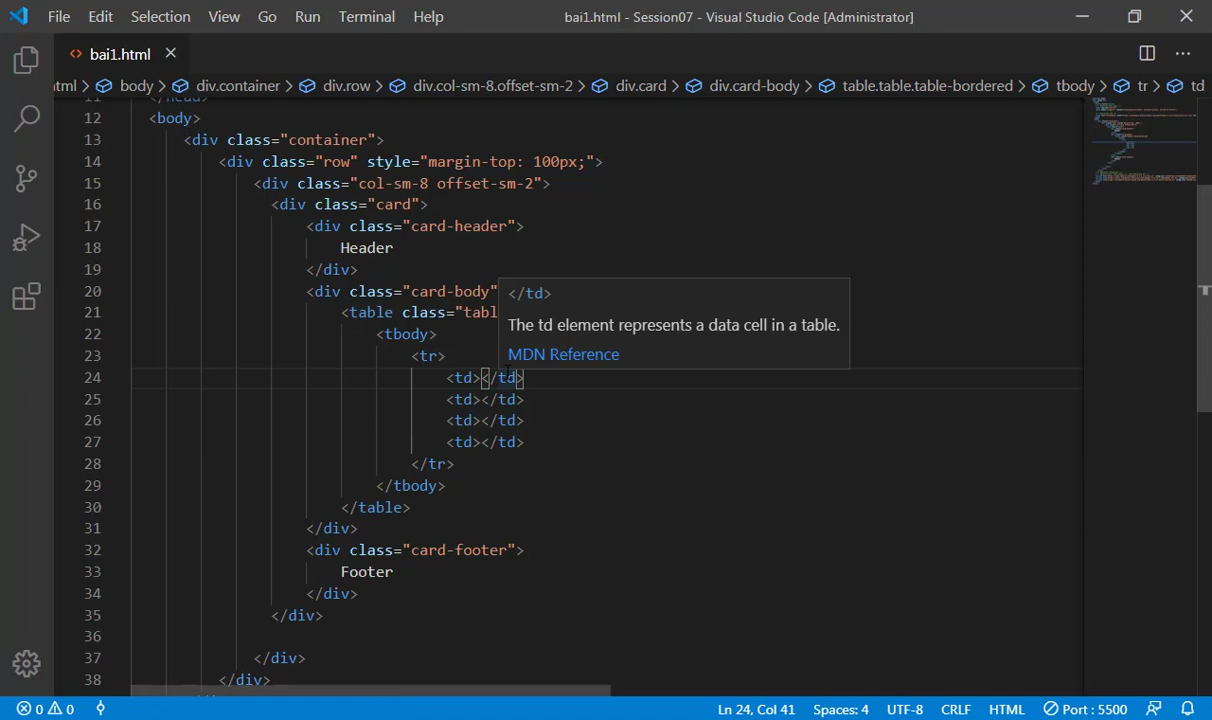 File Edit Selection View Go Run Terminal Help bai1.html - Session07 - Visual Studio Code [Administrator]
<> bai1.html
tml > body > div.container > div.row > div.col-sm-8.offset-sm-2 > div.card > div.card-body > table.table.table-bordered > tbody > tr > td
11 </head>
12 <body>
13 <div class="container">
14 <div class="row" style="margin-top: 100px;">
15 <div class="col-sm-8 offset-sm-2">
16 <div class="card">
17 <div class="card-header">
18 Header
19 </div>
</td>
20 <div class="card-body"
21 <table class="tabl
The td element represents a data cell in a table.
22 <tbody>
MDN Reference
23 <tr>
24 <td></td>
25 <td></td>
26 <td></td>
27 <td></td>
28 </tr>
29 </tbody>
30 </table>
31 </div>
32 <div class="card-footer">
33 Footer
34 </div>
35 </div>
36
37 </div>
38 </div>
0 0 Ln 24, Col 41 Spaces: 4 UTF-8 CRLF HTML Port : 5500